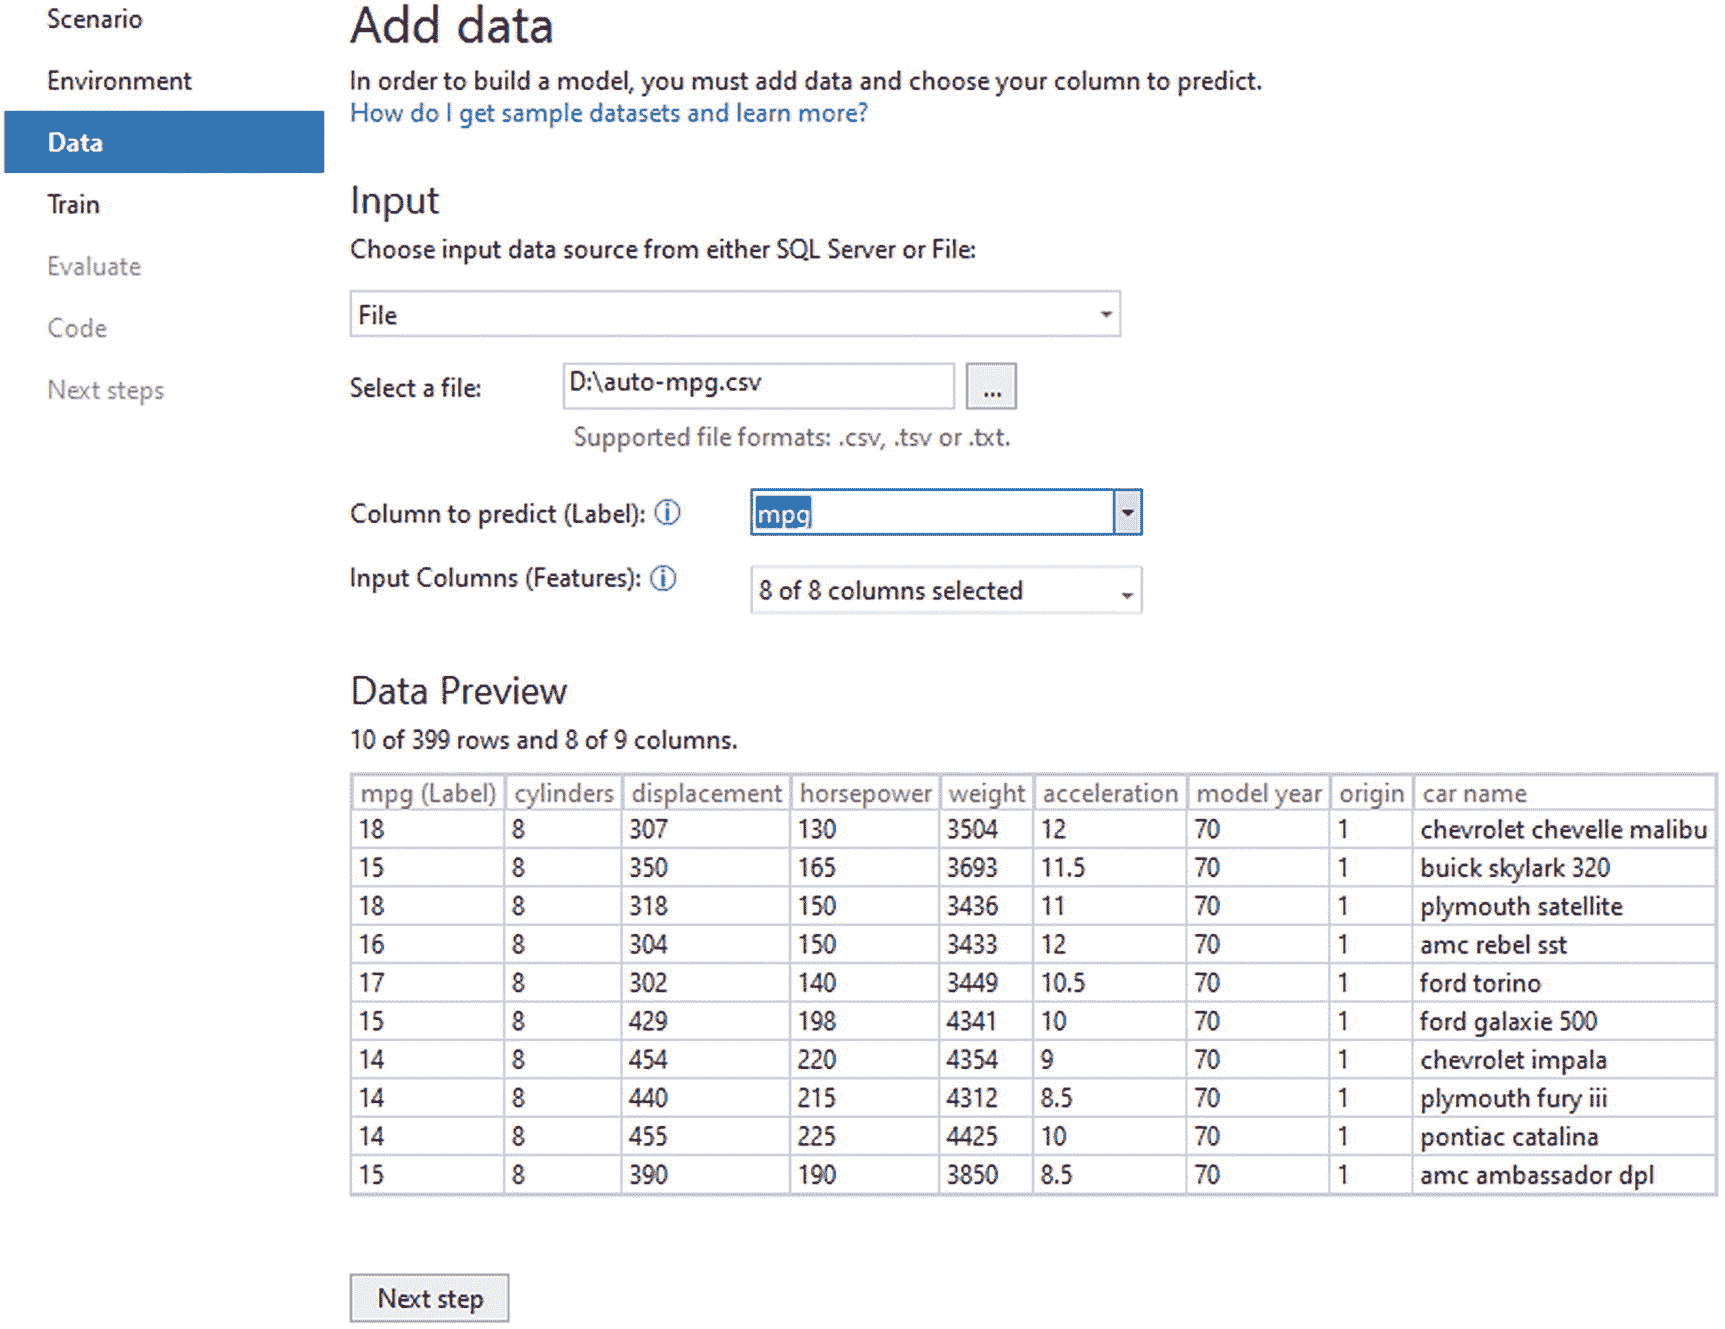 Scenario
Environment
Data
Train
Evaluate
Code
Next steps
Add data
In order to build a model, you must add data and choose your column to predict.
How do I get sample datasets and learn more?
Input
Choose input data source from either SQL Server or File:
File
Select a file: D:\auto-mpg.csv ...
Supported file formats: .csv, .tsv or .txt.
Column to predict (Label): mpg
Input Columns (Features): 8 of 8 columns selected
Data Preview
10 of 399 rows and 8 of 9 columns.
mpg (Label) cylinders displacement horsepower weight acceleration model year origin car name
18 8 307 130 3504 12 70 1 chevrolet chevelle malibu
15 8 350 165 3693 11.5 70 1 buick skylark 320
18 8 318 150 3436 11 70 1 plymouth satellite
16 8 304 150 3433 12 70 1 amc rebel sst
17 8 302 140 3449 10.5 70 1 ford torino
15 8 429 198 4341 10 70 1 ford galaxie 500
14 8 454 220 4354 9 70 1 chevrolet impala
14 8 440 215 4312 8.5 70 1 plymouth fury iii
14 8 455 225 4425 10 70 1 pontiac catalina
15 8 390 190 3850 8.5 70 1 amc ambassador dpl
Next step